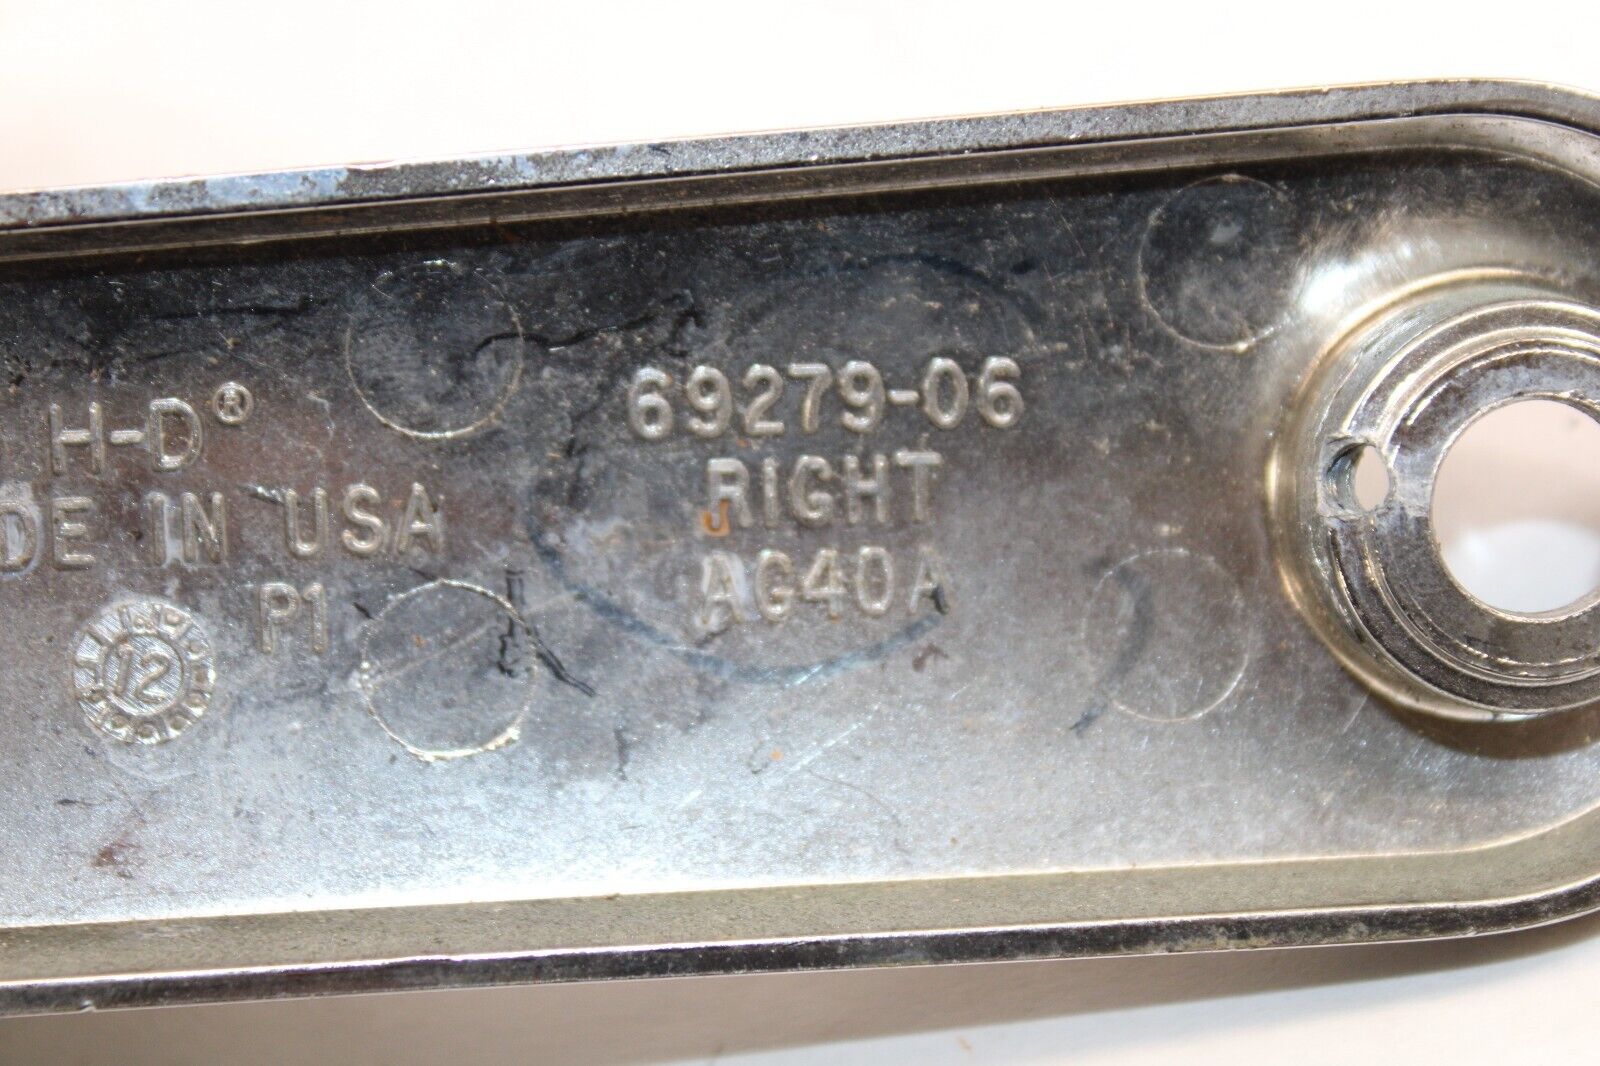 H-D®
DE IN USA
P1
12
69279-06
RIGHT
AG40A